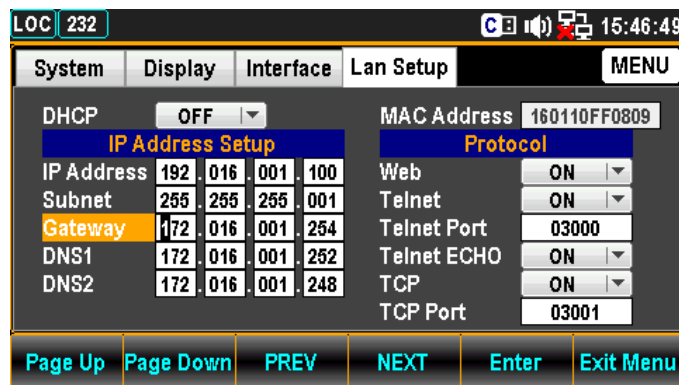 LOC 232 C 15:46:49
System Display Interface Lan Setup MENU
DHCP OFF
IP Address Setup
IP Address 192 . 016 . 001 . 100
Subnet 255 . 255 . 255 . 001
Gateway 172 . 016 . 001 . 254
DNS1 172 . 016 . 001 . 252
DNS2 172 . 016 . 001 . 248
MAC Address 160110FF0809
Protocol
Web ON
Telnet ON
Telnet Port 03000
Telnet ECHO ON
TCP ON
TCP Port 03001
Page Up Page Down PREV NEXT Enter Exit Menu